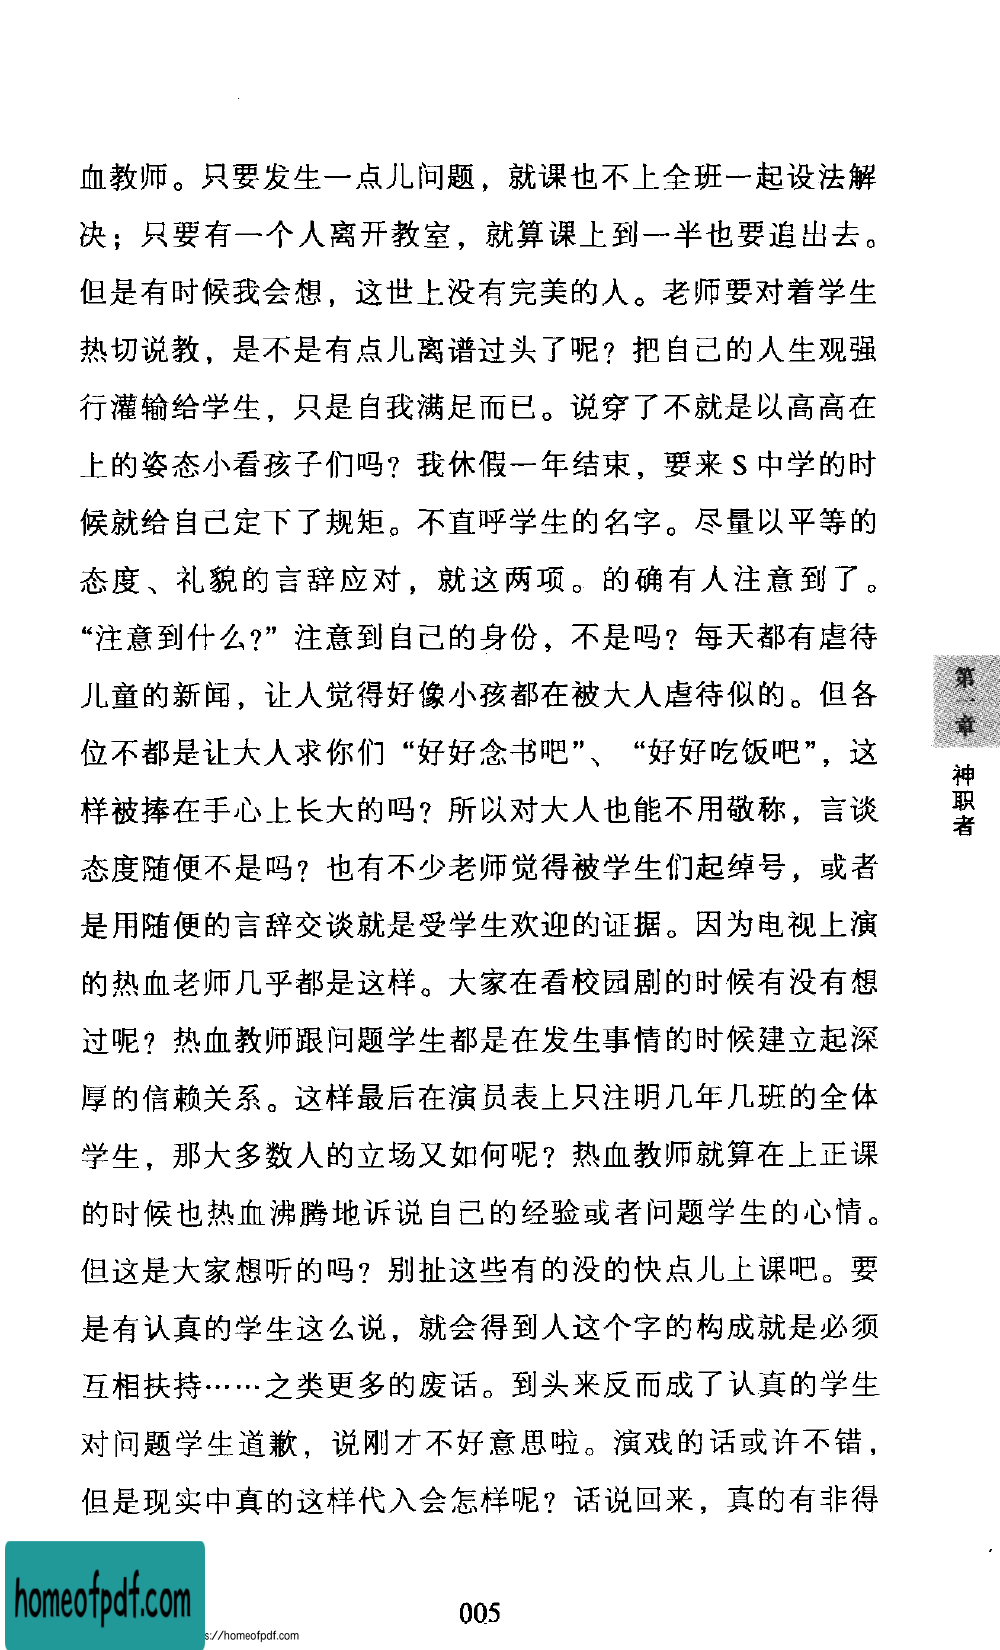 血教师。只要发生一点儿问题，就课也不上全班一起设法解
决；只要有一个人离开教室，就算课上到一半也要追出去。
但是有时候我会想，这世上没有完美的人。老师要对着学生
热切说教，是不是有点儿离谱过头了呢？把自己的人生观强
行灌输给学生，只是自我满足而已。说穿了不就是以高高在
上的姿态小看孩子们吗？我休假一年结束，要来 S 中学的时
候就给自己定下了规矩。不直呼学生的名字。尽量以平等的
态度、礼貌的言辞应对，就这两项。的确有人注意到了。
“注意到什么？”注意到自己的身份，不是吗？每天都有虐待
儿童的新闻，让人觉得好像小孩都在被大人虐待似的。但各
位不都是让大人求你们“好好念书吧”、“好好吃饭吧”，这
样被捧在手心上长大的吗？所以对大人也能不用敬称，言谈
态度随便不是吗？也有不少老师觉得被学生们起绰号，或者
是用随便的言辞交谈就是受学生欢迎的证据。因为电视上演
的热血老师几乎都是这样。大家在看校园剧的时候有没有想
过呢？热血教师跟问题学生都是在发生事情的时候建立起深
厚的信赖关系。这样最后在演员表上只注明几年几班的全体
学生，那大多数人的立场又如何呢？热血教师就算在上正课
的时候也热血沸腾地诉说自己的经验或者问题学生的心情。
但这是大家想听的吗？别扯这些有的没的快点儿上课吧。要
是有认真的学生这么说，就会得到人这个字的构成就是必须
互相扶持……之类更多的废话。到头来反而成了认真的学生
对问题学生道歉，说刚才不好意思啦。演戏的话或许不错，
但是现实中真的这样代入会怎样呢？话说回来，真的有非得
第一章
神职者
005
homeofpdf.com
s://homeofpdf.com